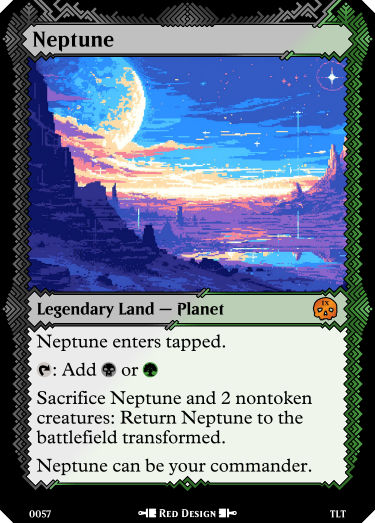 Neptune
Legendary Land — Planet
Neptune enters tapped.
: Add or
Sacrifice Neptune and 2 nontoken
creatures: Return Neptune to the
battlefield transformed.
Neptune can be your commander.
0057 RED DESIGN TLT